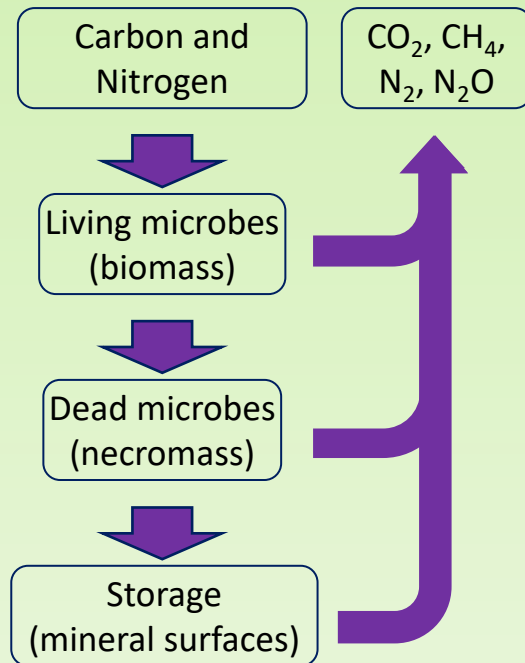 Carbon and
Nitrogen
CO₂, CH₄,
N₂, N₂O
Living microbes
(biomass)
Dead microbes
(necromass)
Storage
(mineral surfaces)